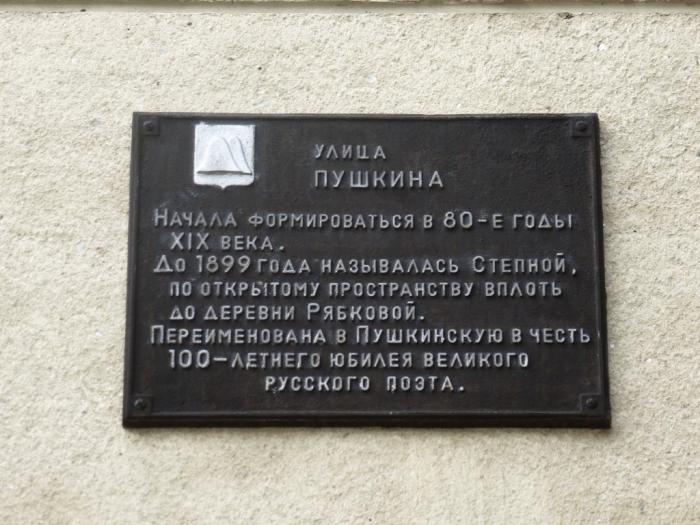 УЛИЦА
ПУШКИНА
НАЧАЛА ФОРМИРОВАТЬСЯ В 80-Е ГОДЫ
XIX ВЕКА.
ДО 1899 ГОДА НАЗЫВАЛАСЬ СТЕПНОЙ,
ПО ОТКРЫТОМУ ПРОСТРАНСТВУ ВПЛОТЬ
ДО ДЕРЕВНИ РЯБКОВОЙ.
ПЕРЕИМЕНОВАНА В ПУШКИНСКУЮ В ЧЕСТЬ
100-ЛЕТНЕГО ЮБИЛЕЯ ВЕЛИКОГО
РУССКОГО ПОЭТА.